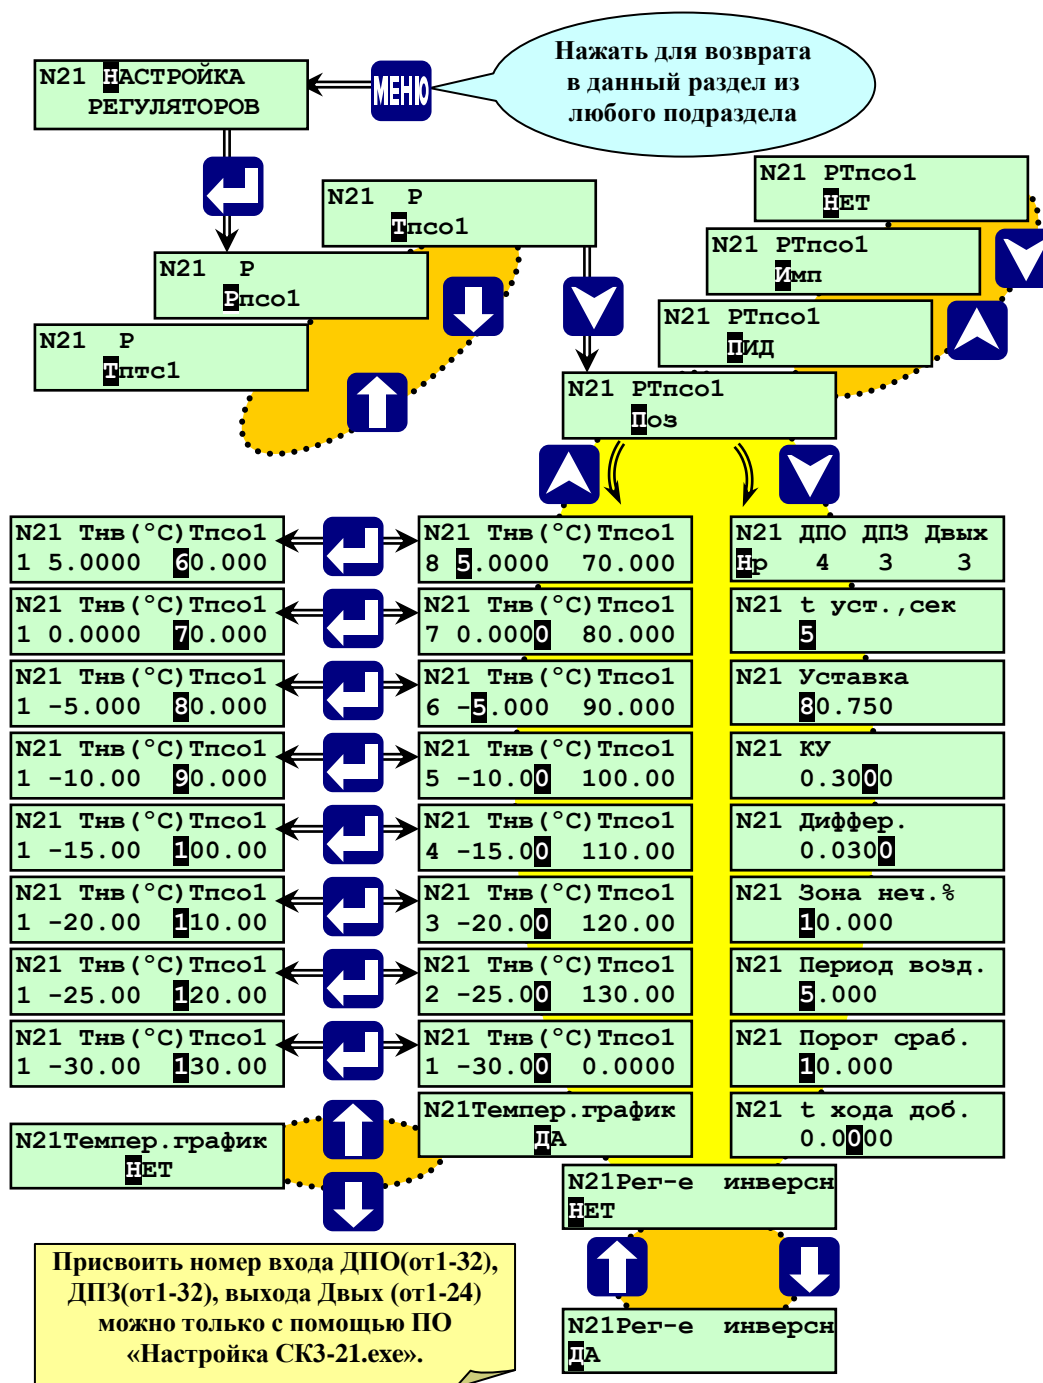 Нажать для возврата
в данный раздел из
любого подраздела
N21 НАСТРОЙКА
РЕГУЛЯТОРОВ
МЕНЮ
N21 РТпсо1
НЕТ
N21 Р
Тпсо1
N21 РТпсо1
Имп
N21 Р
Рпсо1
N21 РТпсо1
ПИД
N21 Р
Тптс1
N21 РТпсо1
Поз
N21 Тнв(°С)Тпсо1
1 5.0000 60.000
N21 Тнв(°С)Тпсо1
8 5.0000 70.000
N21 ДПО ДПЗ Двых
Нр 4 3 3
N21 Тнв(°С)Тпсо1
1 0.0000 70.000
N21 Тнв(°С)Тпсо1
7 0.0000 80.000
N21 t уст.,сек
5
N21 Тнв(°С)Тпсо1
1 -5.000 80.000
N21 Тнв(°С)Тпсо1
6 -5.000 90.000
N21 Уставка
80.750
N21 Тнв(°С)Тпсо1
1 -10.00 90.000
N21 Тнв(°С)Тпсо1
5 -10.00 100.00
N21 КУ
0.3000
N21 Тнв(°С)Тпсо1
1 -15.00 100.00
N21 Тнв(°С)Тпсо1
4 -15.00 110.00
N21 Диффер.
0.0300
N21 Тнв(°С)Тпсо1
1 -20.00 110.00
N21 Тнв(°С)Тпсо1
3 -20.00 120.00
N21 Зона неч.%
10.000
N21 Тнв(°С)Тпсо1
1 -25.00 120.00
N21 Тнв(°С)Тпсо1
2 -25.00 130.00
N21 Период возд.
5.000
N21 Тнв(°С)Тпсо1
1 -30.00 130.00
N21 Тнв(°С)Тпсо1
1 -30.00 0.0000
N21 Порог сраб.
10.000
N21Темпер.график
НЕТ
N21Темпер.график
ДА
N21 t хода доб.
0.0000
N21Рег-е инверсн
НЕТ
N21Рег-е инверсн
ДА
Присвоить номер входа ДПО(от1-32),
ДПЗ(от1-32), выхода Двых (от1-24)
можно только с помощью ПО
«Настройка СК3-21.exe».